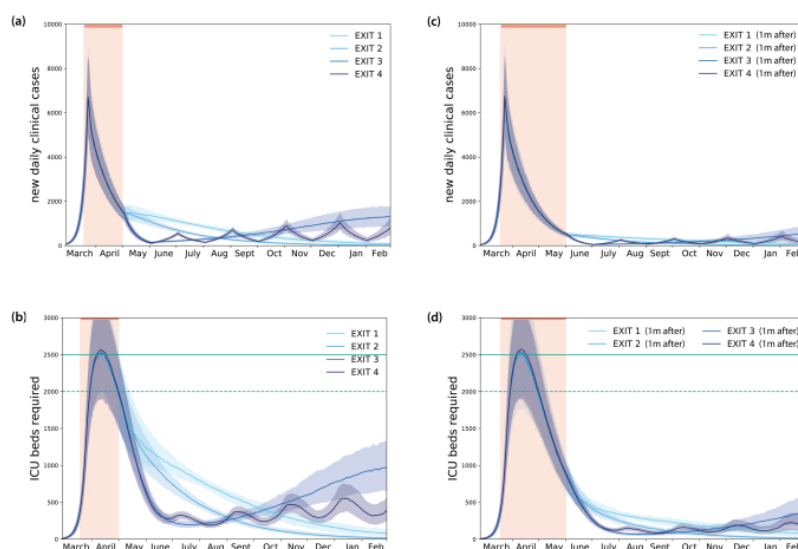 (a)
10000
8000
6000
4000
2000
0
new daily clinical cases
EXIT 1
EXIT 2
EXIT 3
EXIT 4
March April May June July Aug Sept Oct Nov Dec Jan Feb
(c)
10000
8000
6000
4000
2000
0
new daily clinical cases
EXIT 1 (1m after)
EXIT 2 (1m after)
EXIT 3 (1m after)
EXIT 4 (1m after)
March April May June July Aug Sept Oct Nov Dec Jan Feb
(b)
3000
2500
2000
1500
1000
500
0
ICU beds required
EXIT 1
EXIT 2
EXIT 3
EXIT 4
March April May June July Aug Sept Oct Nov Dec Jan Feb
(d)
3000
2500
2000
1500
1000
500
0
ICU beds required
EXIT 1 (1m after) EXIT 3 (1m after)
EXIT 2 (1m after) EXIT 4 (1m after)
March April May June July Aug Sept Oct Nov Dec Jan Feb